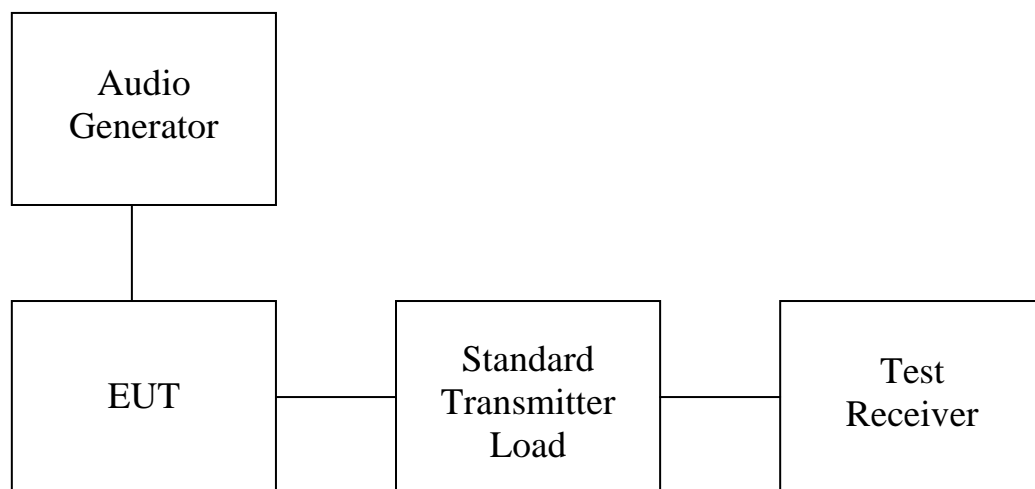 Audio
Generator
EUT
Standard
Transmitter
Load
Test
Receiver